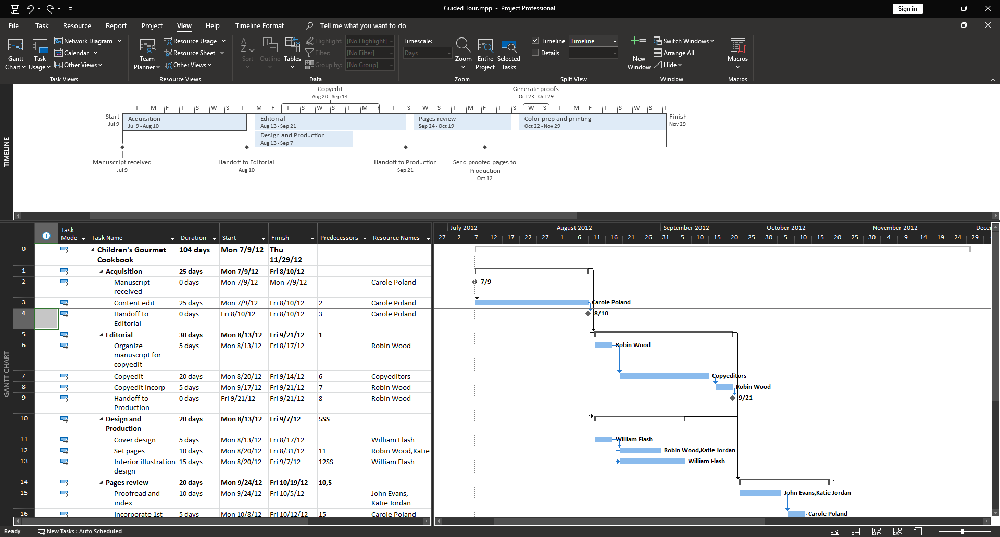 Guided Tour.mpp - Project Professional
Sign in
File Task Resource Report Project View Help Timeline Format Tell me what you want to do
Gantt Chart
Task Usage
Network Diagram
Calendar
Other Views
Task Views
Team Planner
Resource Usage
Resource Sheet
Other Views
Resource Views
Sort
Outline
Tables
Highlight: [No Highlight]
Filter: [No Filter]
Group by: [No Group]
Data
Timescale:
Days
Zoom
Entire Project
Selected Tasks
Zoom
Timeline Timeline
Details
Split View
New Window
Switch Windows
Arrange All
Hide
Window
Macros
Macros
TIMELINE
Copyedit
Aug 20 - Sep 14
Generate proofs
Oct 23 - Oct 29
T M F T S W S T M F T S W S T M F T S W S T M F T S W S T M F T S W S T
Start
Jul 9
Acquisition
Jul 9 - Aug 10
Editorial
Aug 13 - Sep 21
Pages review
Sep 24 - Oct 19
Color prep and printing
Oct 22 - Nov 29
Finish
Nov 29
Design and Production
Aug 13 - Sep 7
Manuscript received
Jul 9
Handoff to Editorial
Aug 10
Handoff to Production
Sep 21
Send proofed pages to
Production
Oct 12
GANTT CHART
Task Mode Task Name Duration Start Finish Predecessors Resource Names
0 Children's Gourmet Cookbook 104 days Mon 7/9/12 Thu 11/29/12
1 Acquisition 25 days Mon 7/9/12 Fri 8/10/12
2 Manuscript received 0 days Mon 7/9/12 Mon 7/9/12 Carole Poland
3 Content edit 25 days Mon 7/9/12 Fri 8/10/12 2 Carole Poland
4 Handoff to Editorial 0 days Fri 8/10/12 Fri 8/10/12 3 Carole Poland
5 Editorial 30 days Mon 8/13/12 Fri 9/21/12 1
6 Organize manuscript for copyedit 5 days Mon 8/13/12 Fri 8/17/12 Robin Wood
7 Copyedit 20 days Mon 8/20/12 Fri 9/14/12 6 Copyeditors
8 Copyedit incorp 5 days Mon 9/17/12 Fri 9/21/12 7 Robin Wood
9 Handoff to Production 0 days Fri 9/21/12 Fri 9/21/12 8 Robin Wood
10 Design and Production 20 days Mon 8/13/12 Fri 9/7/12 5SS
11 Cover design 5 days Mon 8/13/12 Fri 8/17/12 William Flash
12 Set pages 10 days Mon 8/20/12 Fri 8/31/12 11 Robin Wood,Katie
13 Interior illustration design 15 days Mon 8/20/12 Fri 9/7/12 12SS William Flash
14 Pages review 20 days Mon 9/24/12 Fri 10/19/12 10,5
15 Proofread and index 10 days Mon 9/24/12 Fri 10/5/12 John Evans, Katie Jordan
16 Incorporate 1st 5 days Mon 10/8/12 Fri 10/12/12 15 Carole Poland
July 2012 August 2012 September 2012 October 2012 November 2012 Decem
27 2 7 12 17 22 27 1 6 11 16 21 26 31 5 10 15 20 25 30 5 10 15 20 25 30 4 9 14 19 24 29
7/9
Carole Poland
8/10
Robin Wood
Copyeditors
Robin Wood
9/21
William Flash
Robin Wood,Katie Jordan
William Flash
John Evans,Katie Jordan
Carole Poland
Ready New Tasks : Auto Scheduled